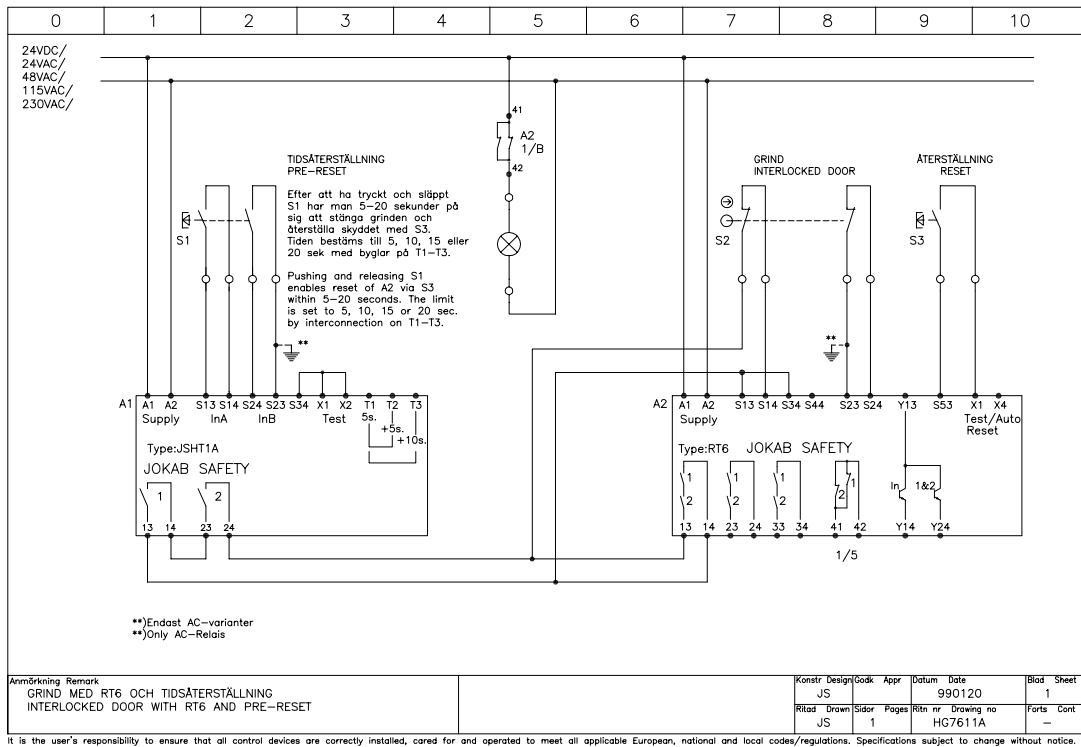 0 1 2 3 4 5 6 7 8 9 10
24VDC/
24VAC/
48VAC/
115VAC/
230VAC/
41
A2
1/B
42
TIDSÅTERSTÄLLNING
PRE-RESET
Efter att ha tryckt och släppt
S1 har man 5-20 sekunder på
sig att stänga grinden och
återställa skyddet med S3.
Tiden bestäms till 5, 10, 15 eller
20 sek med byglar på T1-T3.
Pushing and releasing S1
enables reset of A2 via S3
within 5-20 seconds. The limit
is set to 5, 10, 15 or 20 sec.
by interconnection on T1-T3.
S1
**
GRIND
INTERLOCKED DOOR
S2
**
ÅTERSTÄLLNING
RESET
S3
A1
A1 A2 S13 S14 S24 S23 S34 X1 X2 T1 T2 T3
Supply InA InB Test 5s.
+5s.
+10s.
Type:JSHT1A
JOKAB SAFETY
1 2
13 14 23 24
A2
A1 A2 S13 S14 S34 S44 S23 S24 Y13 S53 X1 X4
Supply Test/Auto
Reset
Type:RT6 JOKAB SAFETY
1 1 1 1 In 1&2
2 2 2 2
13 14 23 24 33 34 41 42 Y14 Y24
1/5
**)Endast AC-varianter
**)Only AC-Relais
Anmörkning Remark
GRIND MED RT6 OCH TIDSÅTERSTÄLLNING
INTERLOCKED DOOR WITH RT6 AND PRE-RESET
Konstr Design Godk Appr Datum Date Blad Sheet
JS 990120 1
Ritad Drawn Sidor Pages Ritn nr Drawing no Forts Cont
JS 1 HG7611A -
It is the user's responsibility to ensure that all control devices are correctly installed, cared for and operated to meet all applicable European, national and local codes/regulations. Specifications subject to change without notice.